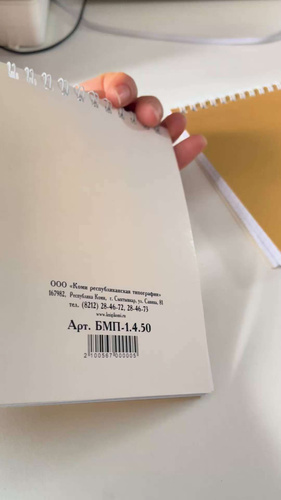 ООО «Коми республиканская типография»
167982, Республика Коми, г. Сыктывкар, ул. Савина, 81
тел. (8212) 28-46-72, 28-46-73
Арт. БМП-1.4.50
2100567000005